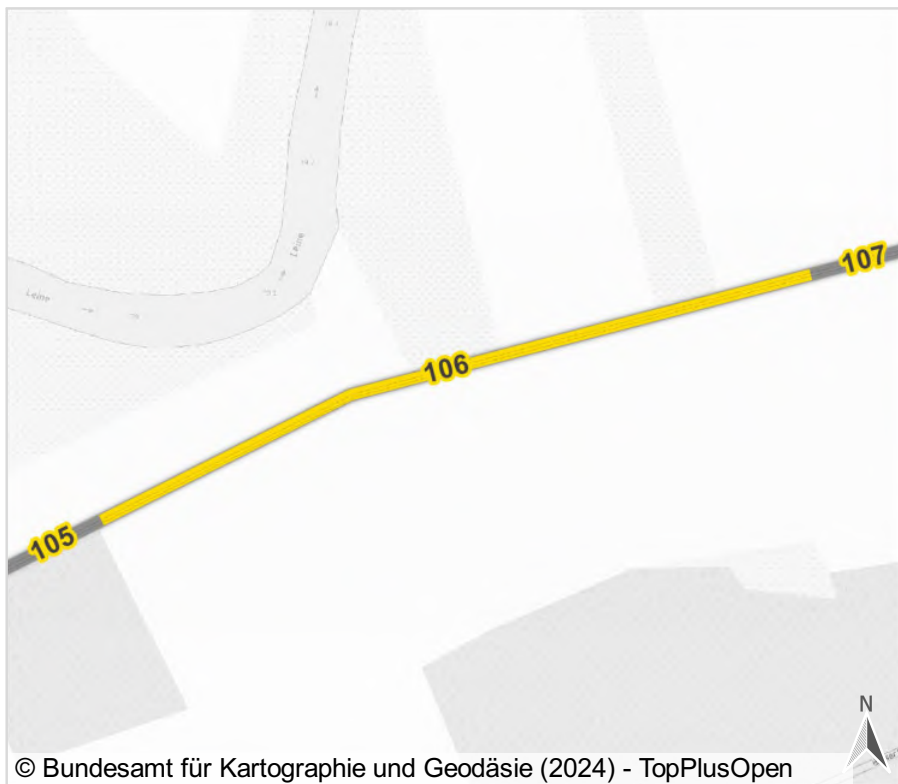 Leine
Leine
107
106
105
N
© Bundesamt für Kartographie und Geodäsie (2024) - TopPlusOpen